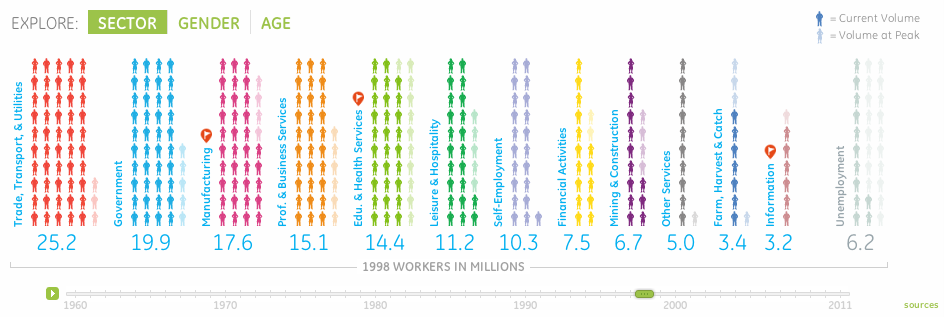 EXPLORE: SECTOR GENDER AGE
= Current Volume
= Volume at Peak
Trade, Transport, & Utilities
Government
Manufacturing
Prof. & Business Services
Edu. & Health Services
Leisure & Hospitality
Self-Employment
Financial Activities
Mining & Construction
Other Services
Farm, Harvest & Catch
Information
Unemployment
25.2 19.9 17.6 15.1 14.4 11.2 10.3 7.5 6.7 5.0 3.4 3.2 6.2
1998 WORKERS IN MILLIONS
1960 1970 1980 1990 2000 2011
sources